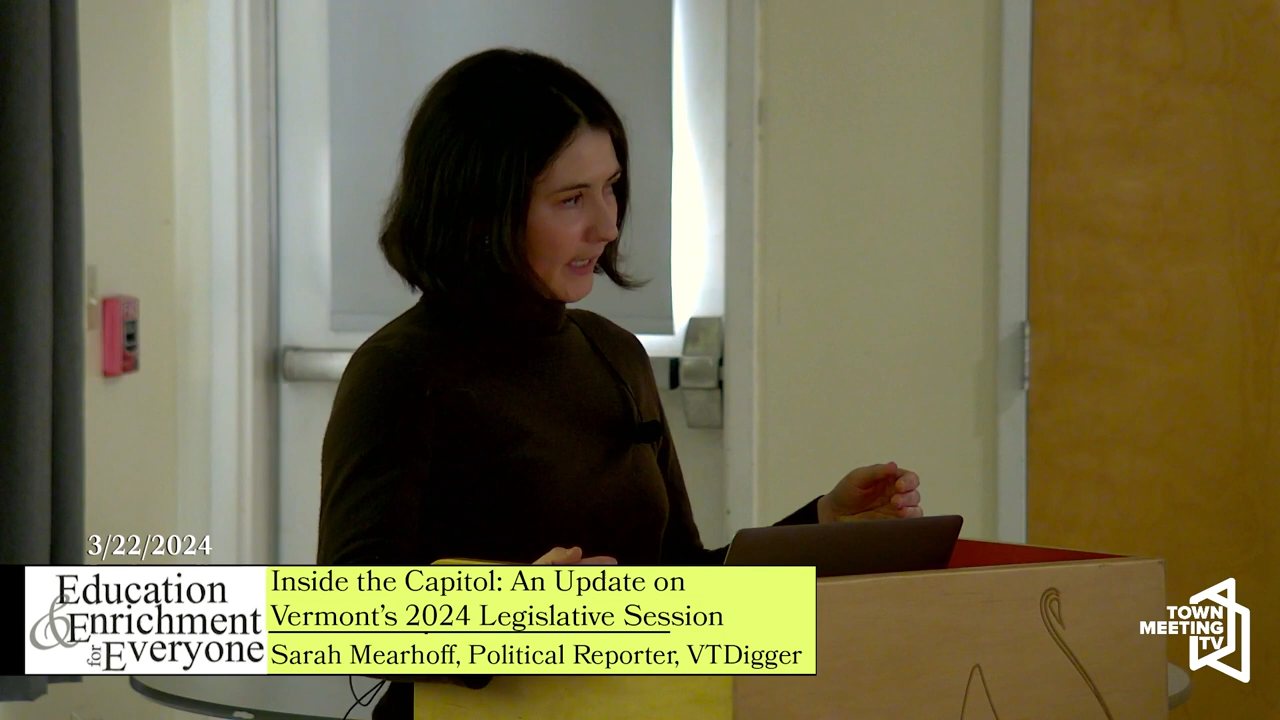 3/22/2024
Education
& Enrichment
for Everyone
Inside the Capitol: An Update on
Vermont's 2024 Legislative Session
Sarah Mearhoff, Political Reporter, VTDigger
TOWN
MEETING
TV